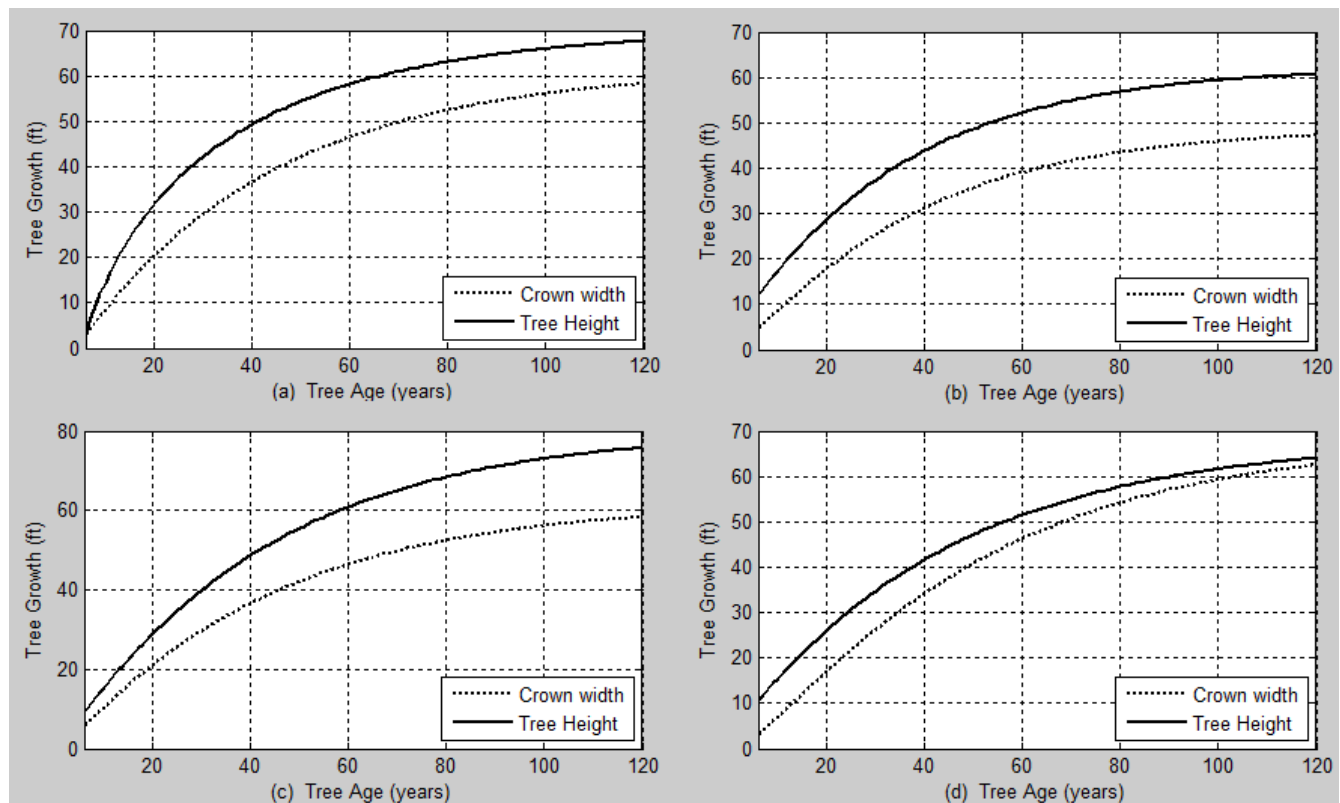 70
60
50
40
30
20
10
0
Tree Growth (ft)
Crown width
Tree Height
20 40 60 80 100 120
(a) Tree Age (years)
70
60
50
40
30
20
10
0
Tree Growth (ft)
Crown width
Tree Height
20 40 60 80 100 120
(b) Tree Age (years)
80
60
40
20
0
Tree Growth (ft)
Crown width
Tree Height
20 40 60 80 100 120
(c) Tree Age (years)
70
60
50
40
30
20
10
0
Tree Growth (ft)
Crown width
Tree Height
20 40 60 80 100 120
(d) Tree Age (years)